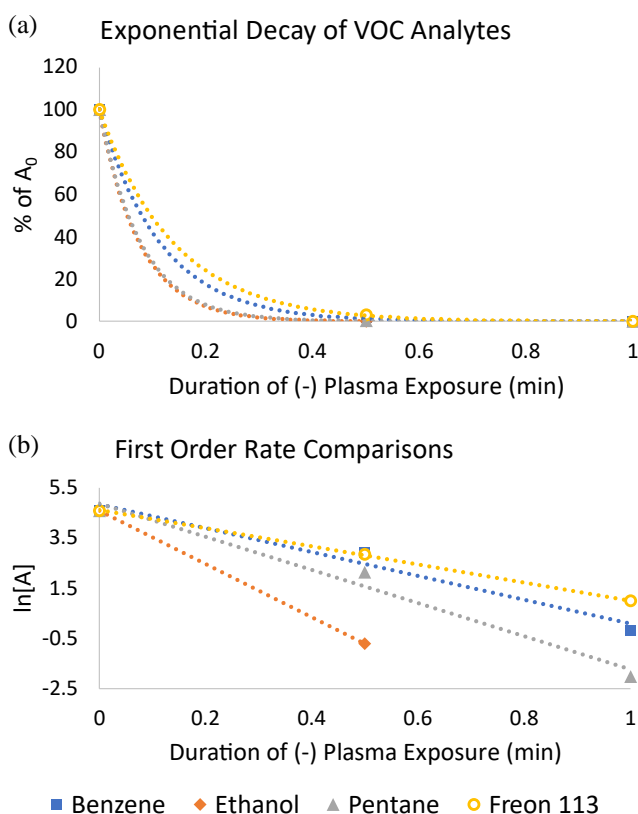 (a) Exponential Decay of VOC Analytes
120
100
80
60
40
20
0
% of A₀
0 0.2 0.4 0.6 0.8 1
Duration of (-) Plasma Exposure (min)
(b) First Order Rate Comparisons
5.5
3.5
1.5
-0.5
-2.5
ln[A]
0 0.2 0.4 0.6 0.8 1
Duration of (-) Plasma Exposure (min)
Benzene Ethanol Pentane Freon 113